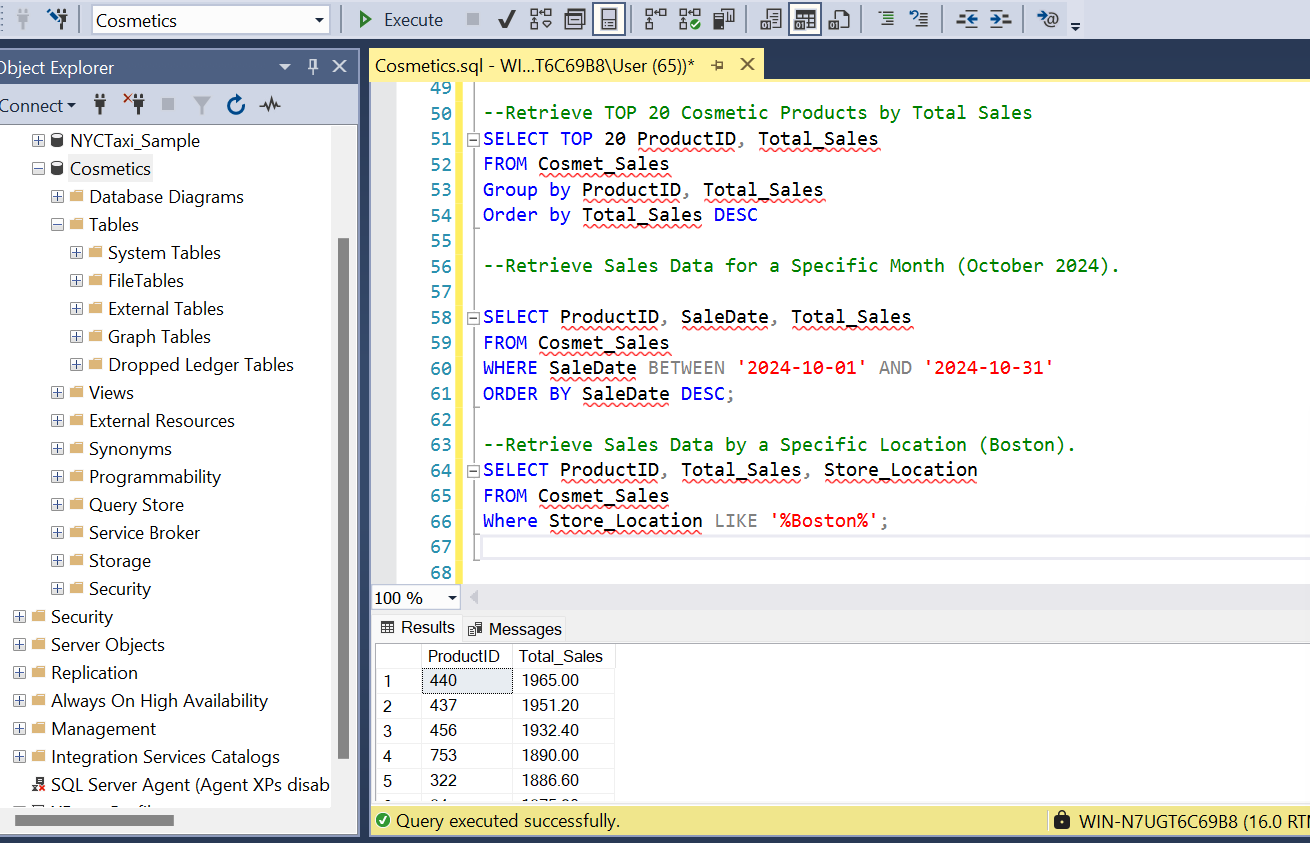 Cosmetics
Execute
Object Explorer
Connect
NYCTaxi_Sample
Cosmetics
Database Diagrams
Tables
System Tables
FileTables
External Tables
Graph Tables
Dropped Ledger Tables
Views
External Resources
Synonyms
Programmability
Query Store
Service Broker
Storage
Security
Security
Server Objects
Replication
Always On High Availability
Management
Integration Services Catalogs
SQL Server Agent (Agent XPs disab
Cosmetics.sql - WI...T6C69B8\User (65))*
49
50 --Retrieve TOP 20 Cosmetic Products by Total Sales
51 SELECT TOP 20 ProductID, Total_Sales
52 FROM Cosmet_Sales
53 Group by ProductID, Total_Sales
54 Order by Total_Sales DESC
55
56 --Retrieve Sales Data for a Specific Month (October 2024).
57
58 SELECT ProductID, SaleDate, Total_Sales
59 FROM Cosmet_Sales
60 WHERE SaleDate BETWEEN '2024-10-01' AND '2024-10-31'
61 ORDER BY SaleDate DESC;
62
63 --Retrieve Sales Data by a Specific Location (Boston).
64 SELECT ProductID, Total_Sales, Store_Location
65 FROM Cosmet_Sales
66 Where Store_Location LIKE '%Boston%';
67
68
100 %
Results Messages
ProductID Total_Sales
1 440 1965.00
2 437 1951.20
3 456 1932.40
4 753 1890.00
5 322 1886.60
Query executed successfully.
WIN-N7UGT6C69B8 (16.0 RTM